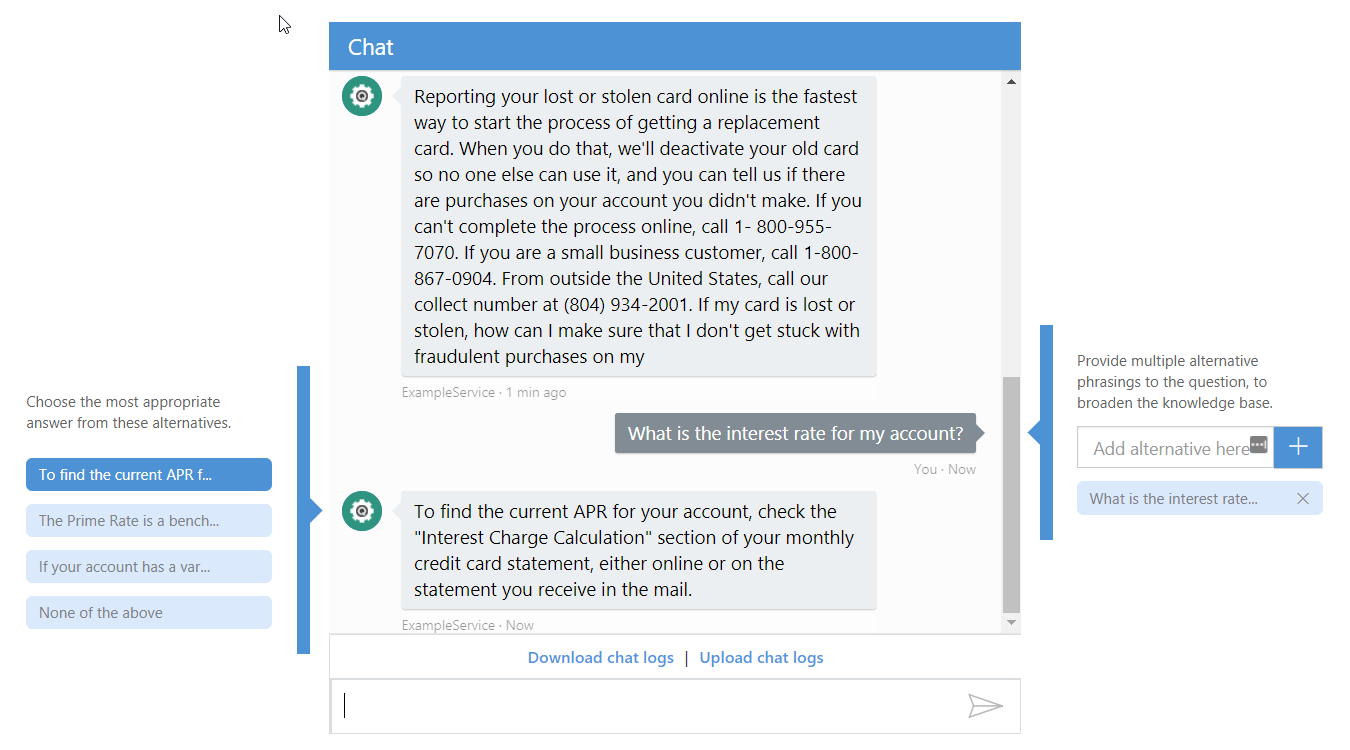 Chat
Reporting your lost or stolen card online is the fastest
way to start the process of getting a replacement
card. When you do that, we'll deactivate your old card
so no one else can use it, and you can tell us if there
are purchases on your account you didn't make. If you
can't complete the process online, call 1- 800-955-
7070. If you are a small business customer, call 1-800-
867-0904. From outside the United States, call our
collect number at (804) 934-2001. If my card is lost or
stolen, how can I make sure that I don't get stuck with
fraudulent purchases on my
ExampleService · 1 min ago
What is the interest rate for my account?
You · Now
To find the current APR for your account, check the
"Interest Charge Calculation" section of your monthly
credit card statement, either online or on the
statement you receive in the mail.
ExampleService · Now
Download chat logs | Upload chat logs
Choose the most appropriate
answer from these alternatives.
To find the current APR f...
The Prime Rate is a bench...
If your account has a var...
None of the above
Provide multiple alternative
phrasings to the question, to
broaden the knowledge base.
Add alternative here
What is the interest rate...